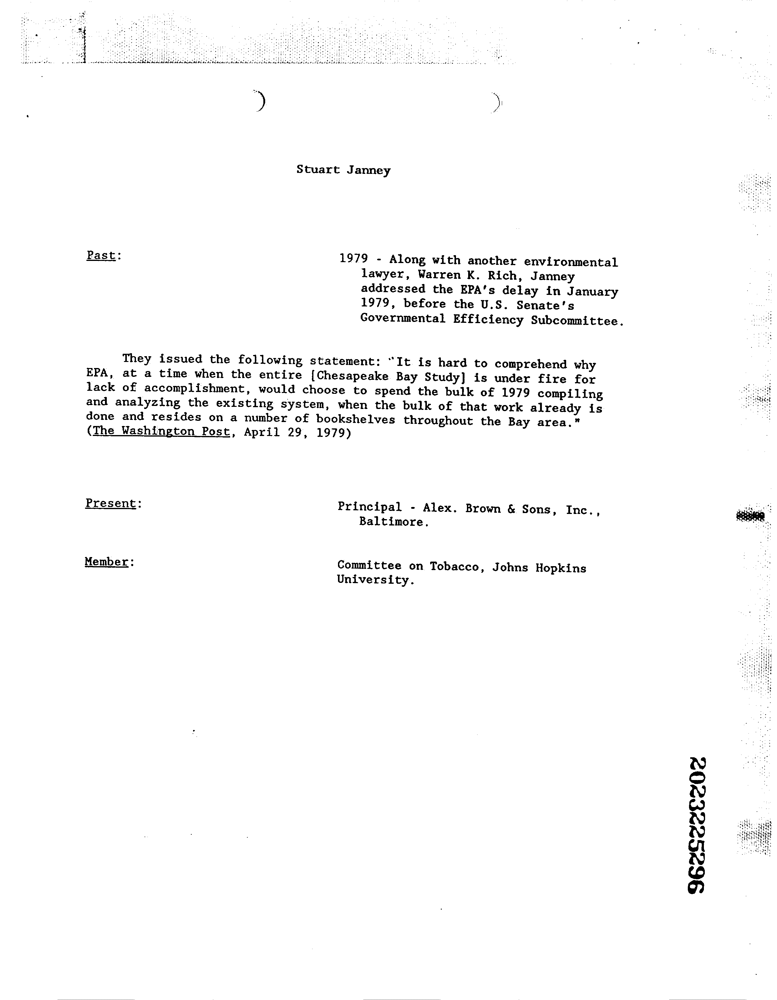 Stuart Janney
Past:
1979 - Along with another environmental
lawyer, Warren K. Rich, Janney
addressed the EPA's delay in January
1979, before the U.S. Senate's
Governmental Efficiency Subcommittee.
They issued the following statement: "It is hard to comprehend why
EPA, at a time when the entire [Chesapeake Bay Study] is under fire for
lack of accomplishment, would choose to spend the bulk of 1979 compiling
and analyzing the existing system, when the bulk of that work already is
done and resides on a number of bookshelves throughout the Bay area."
(The Washington Post, April 29, 1979)
Present:
Principal - Alex. Brown & Sons, Inc.,
Baltimore.
Member:
Committee on Tobacco, Johns Hopkins
University.
2023225296